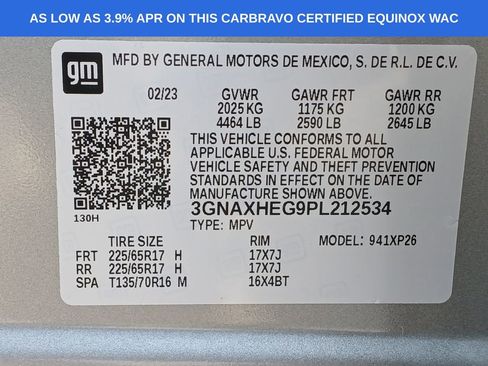 AS LOW AS 3.9% APR ON THIS CARBRAVO CERTIFIED EQUINOX WAC
gm
MFD BY GENERAL MOTORS DE MEXICO, S. DE R.L. DE C.V.
02/23 GVWR GAWR FRT GAWR RR
2025 KG 1175 KG 1200 KG
4464 LB 2590 LB 2645 LB
THIS VEHICLE CONFORMS TO ALL
APPLICABLE U.S. FEDERAL MOTOR
VEHICLE SAFETY AND THEFT PREVENTION
STANDARDS IN EFFECT ON THE DATE OF
MANUFACTURE SHOWN ABOVE.
130H 3GNAXHEG9PL212534
TYPE: MPV
TIRE SIZE RIM MODEL: 941XP26
FRT 225/65R17 H 17X7J
RR 225/65R17 H 17X7J
SPA T135/70R16 M 16X4BT